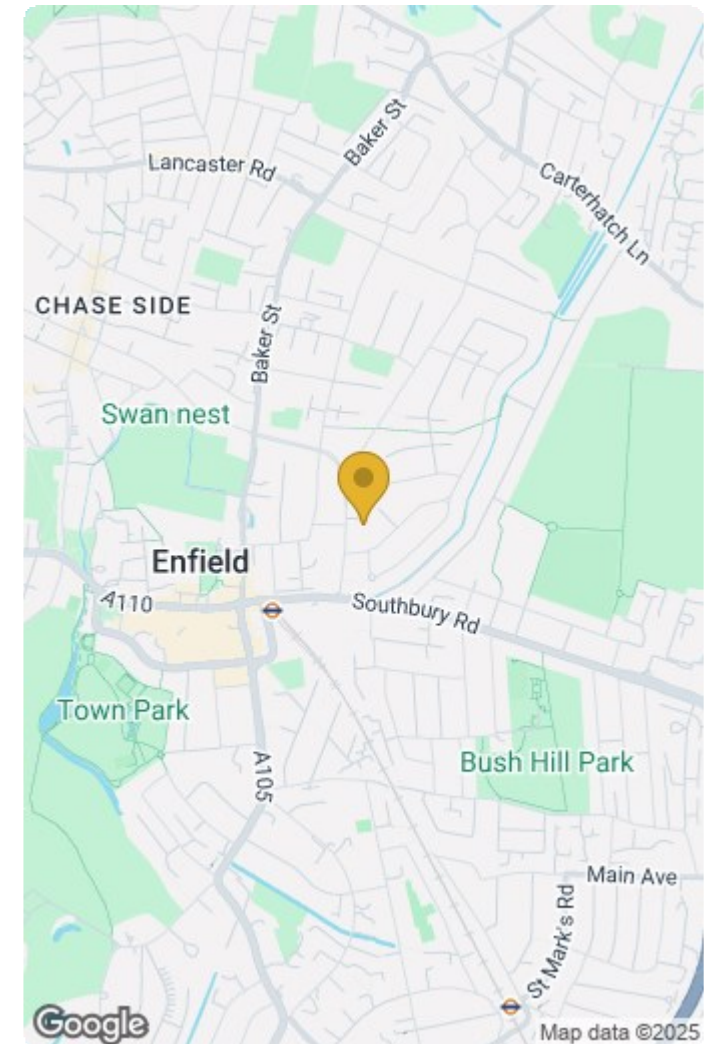 Baker St
Lancaster Rd
Carterhatch Ln
CHASE SIDE
Baker St
Swan nest
Enfield
A110
Southbury Rd
Town Park
A105
Bush Hill Park
Main Ave
St Mark's Rd
Google
Map data ©2025